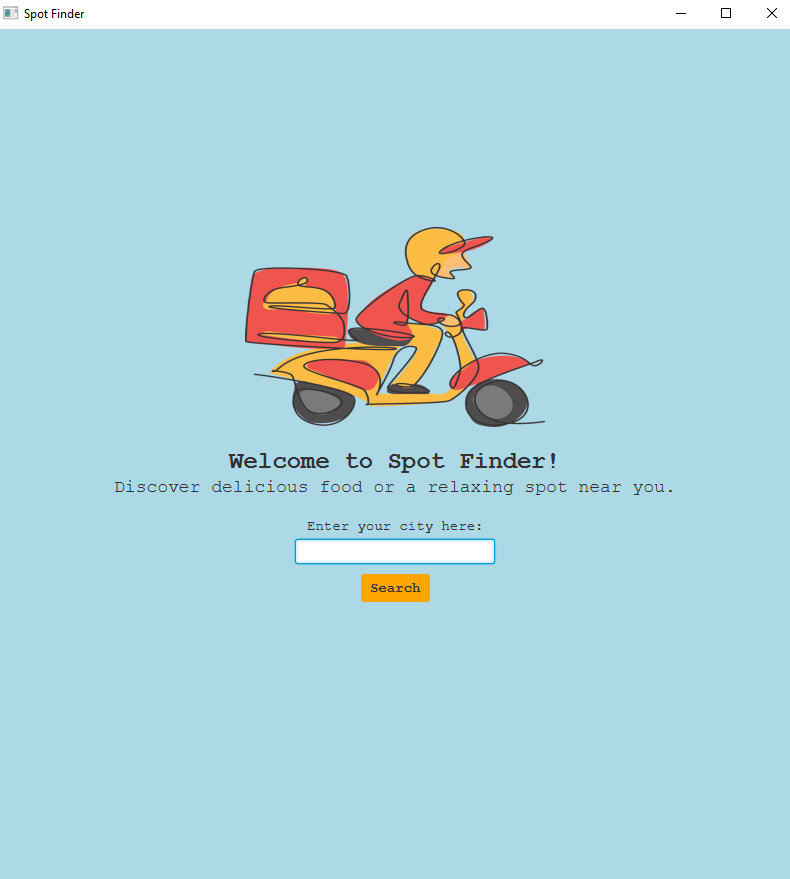 Spot Finder
Welcome to Spot Finder!
Discover delicious food or a relaxing spot near you.
Enter your city here:
Search